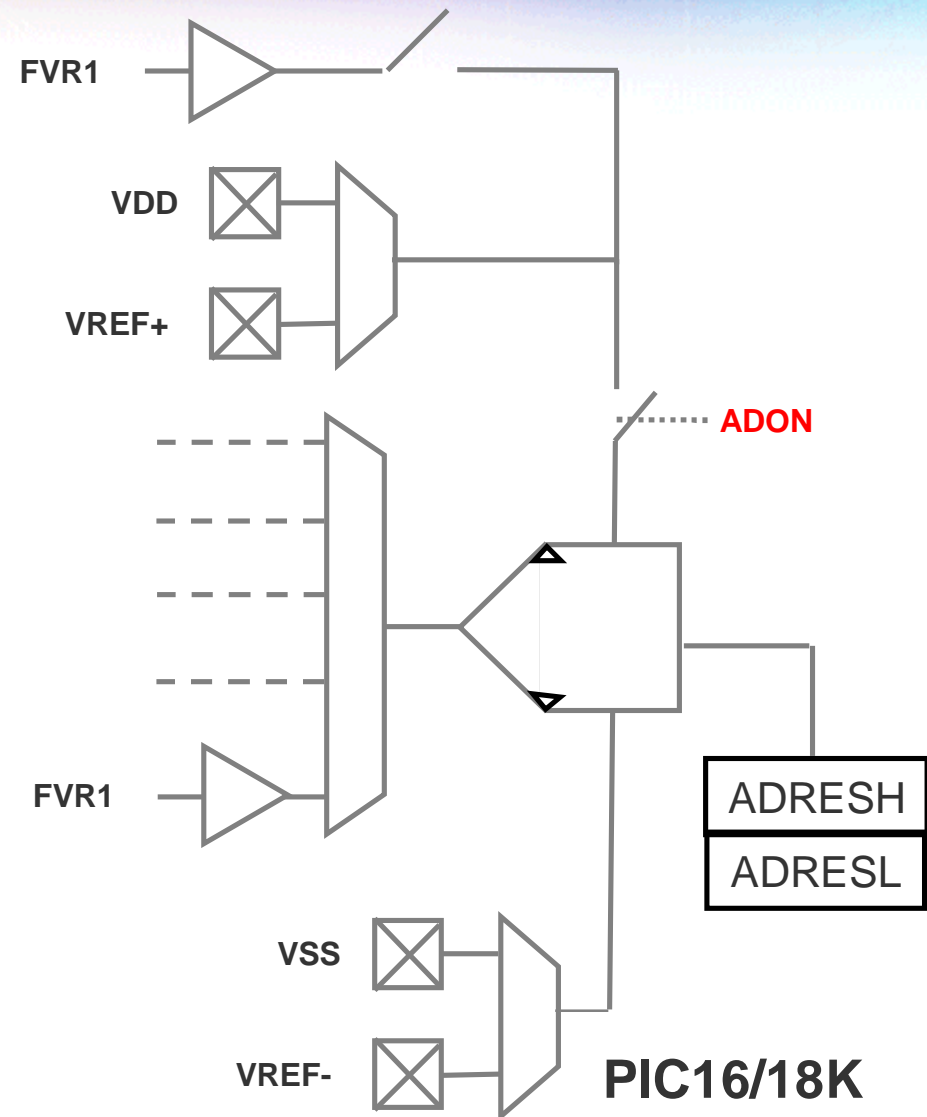 FVR1
VDD
VREF+
ADON
FVR1
ADRESH
ADRESL
VSS
VREF-
PIC16/18K